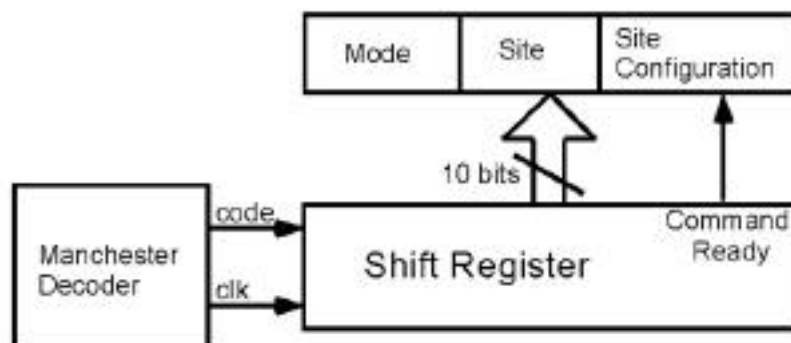 Mode
Site
Site
Configuration
10 bits
Manchester
Decoder
code
clk
Shift Register
Command
Ready